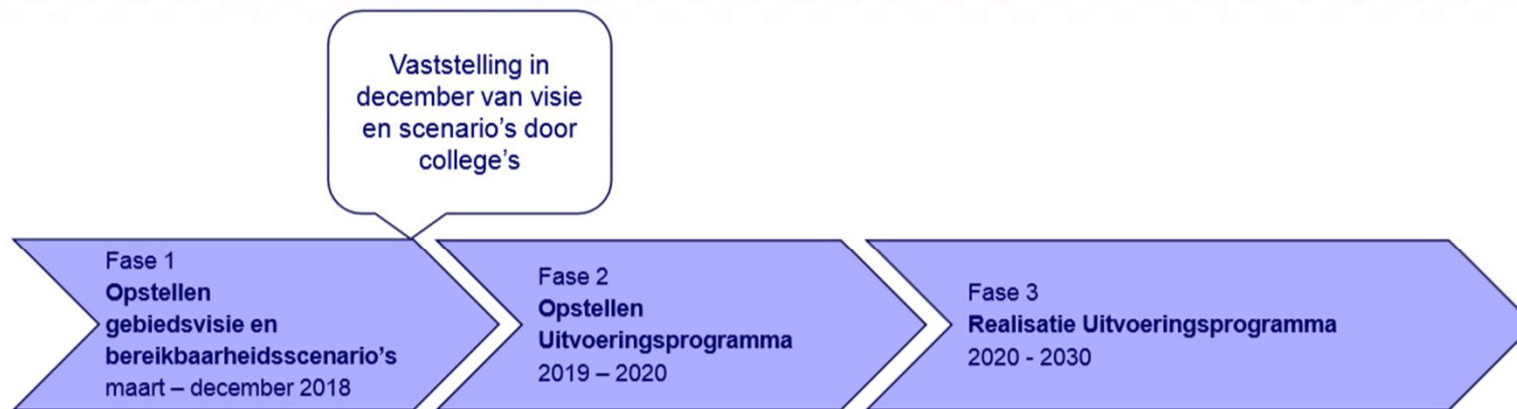 Vaststelling in
december van visie
en scenario's door
college's
Fase 1
Opstellen
gebiedsvisie en
bereikbaarheidsscenario's
maart – december 2018
Fase 2
Opstellen
Uitvoeringsprogramma
2019 – 2020
Fase 3
Realisatie Uitvoeringsprogramma
2020 - 2030